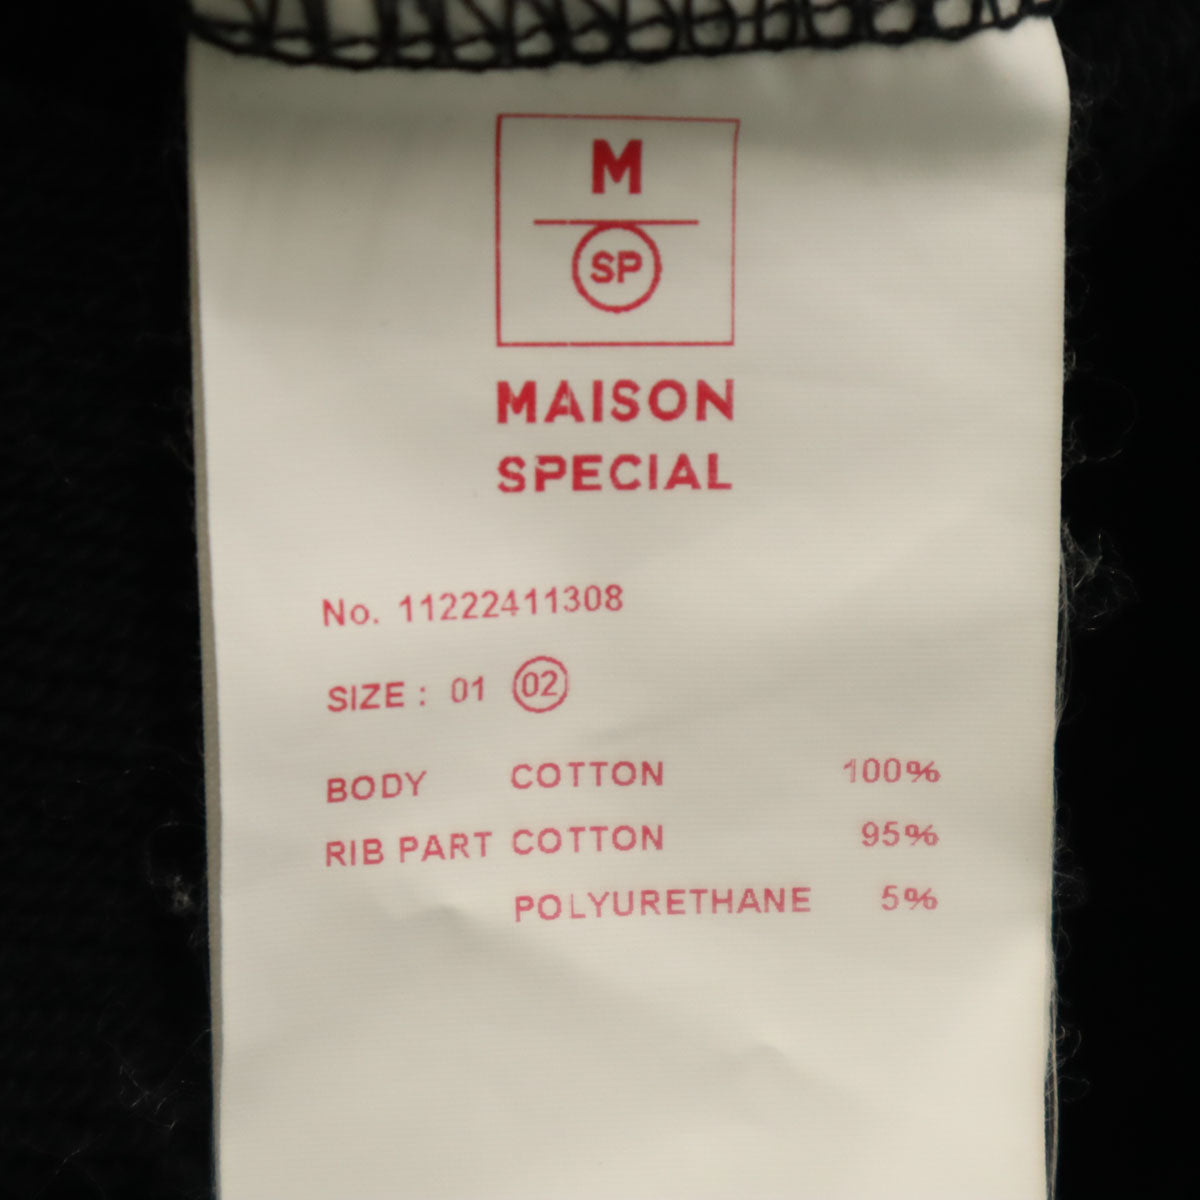 M
SP
MAISON
SPECIAL
No. 11222411308
SIZE : 01 02
BODY COTTON 100%
RIB PART COTTON 95%
POLYURETHANE 5%